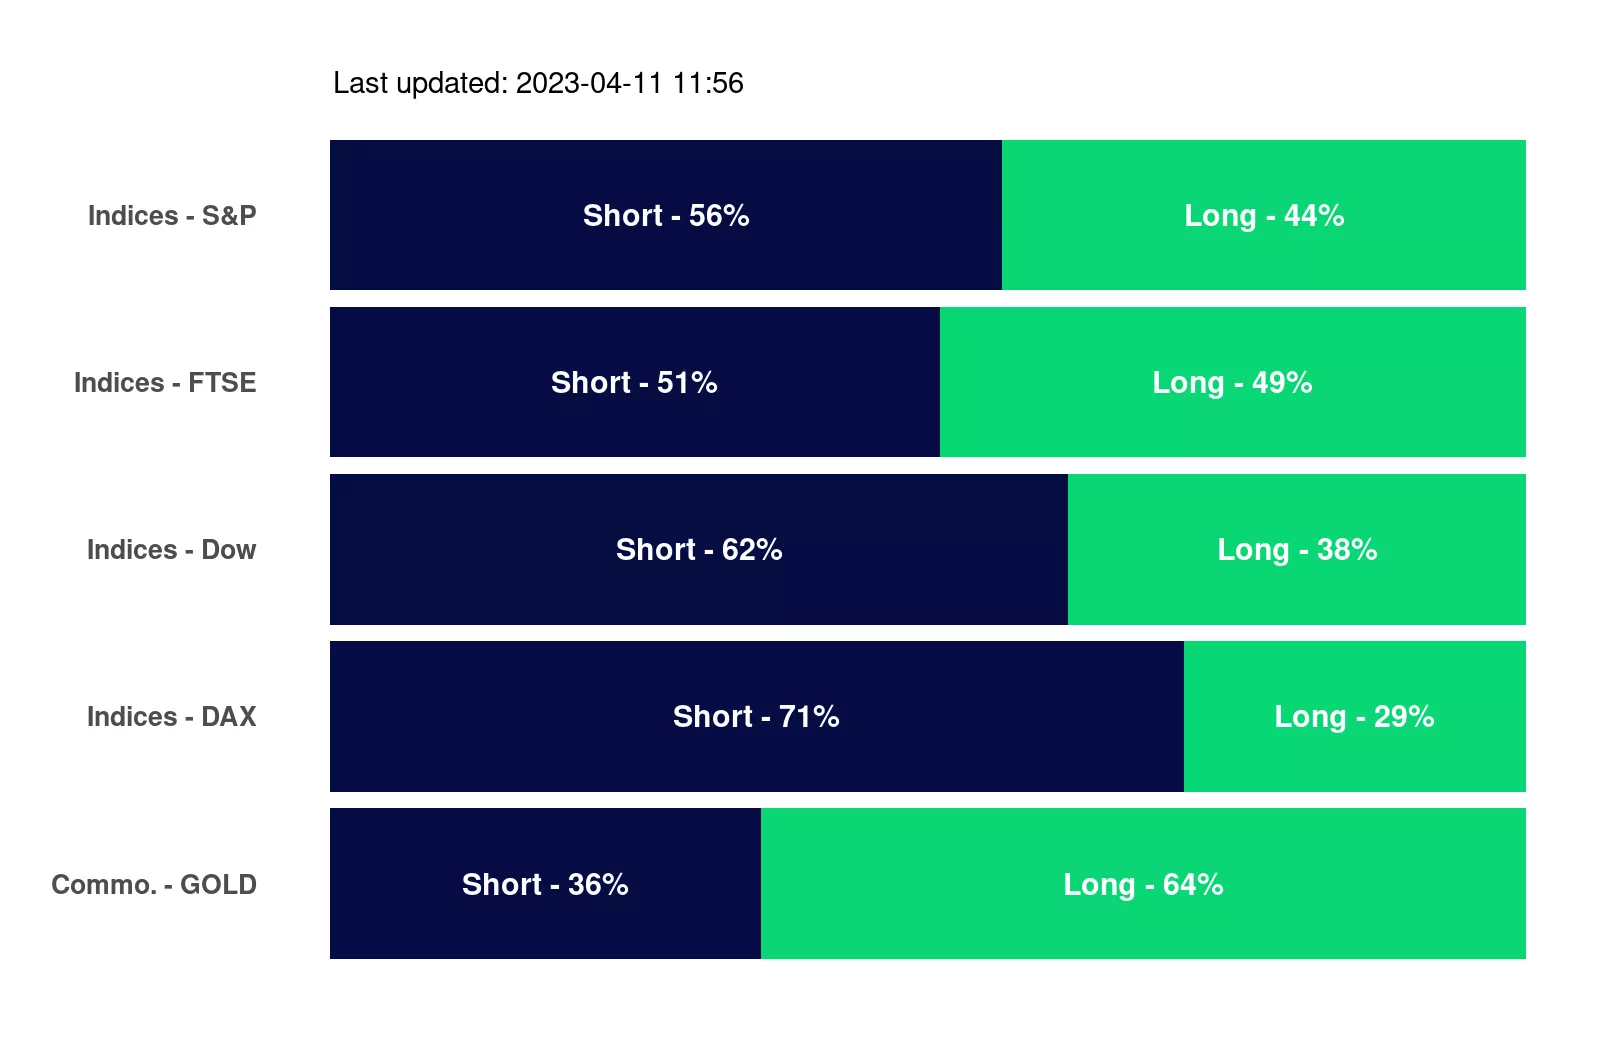 Last updated: 2023-04-11 11:56
Indices - S&P Short - 56% Long - 44%
Indices - FTSE Short - 51% Long - 49%
Indices - Dow Short - 62% Long - 38%
Indices - DAX Short - 71% Long - 29%
Commo. - GOLD Short - 36% Long - 64%